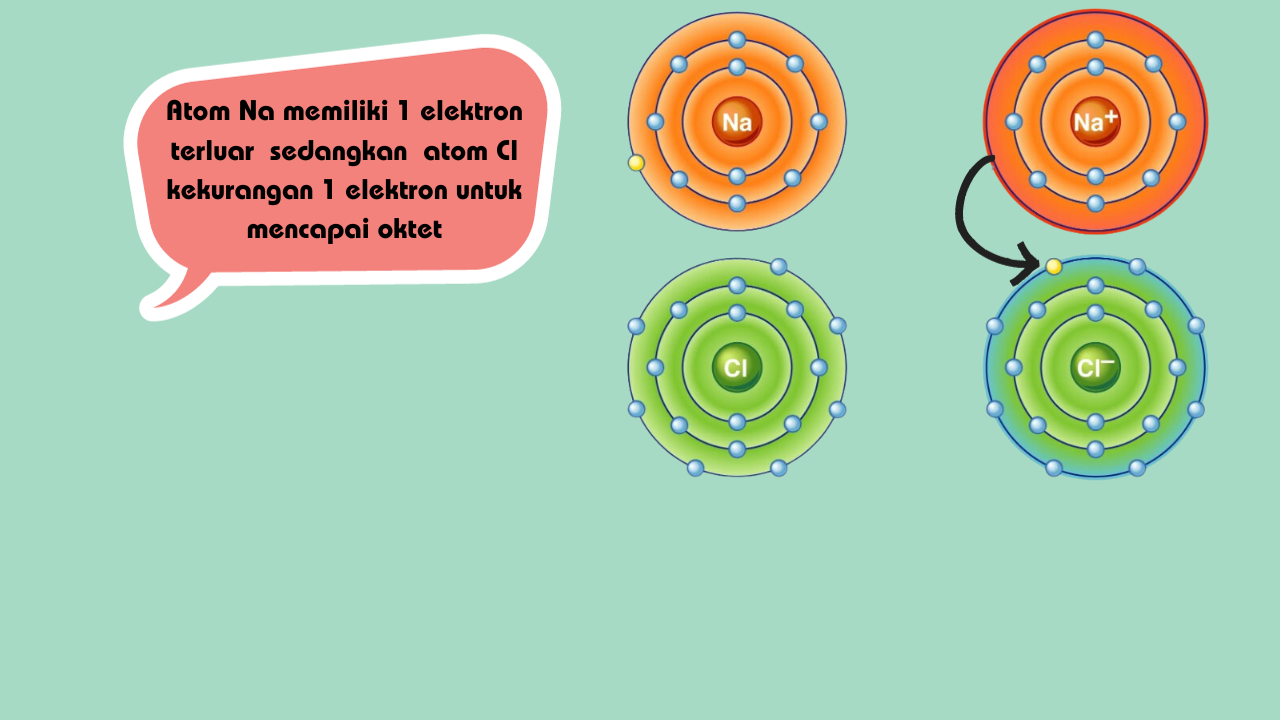 Atom Na memiliki 1 elektron
terluar sedangkan atom Cl
kekurangan 1 elektron untuk
mencapai oktet
Na
Na⁺
Cl
Cl⁻